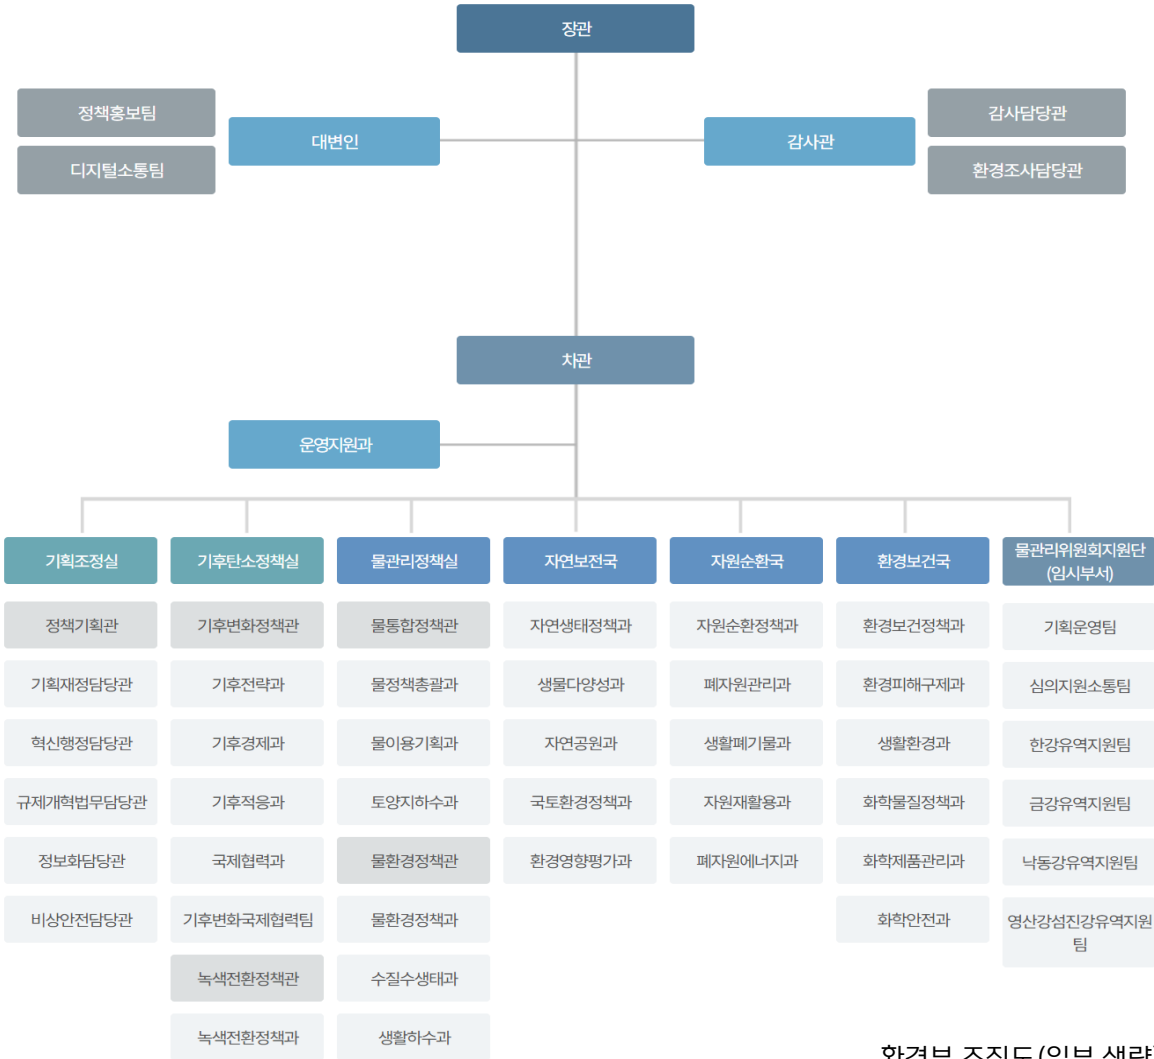 장관
정책홍보팀
디지털소통팀
대변인
감사관
감사담당관
환경조사담당관
차관
운영지원과
기획조정실
정책기획관
기획재정담당관
혁신행정담당관
규제개혁법무담당관
정보화담당관
비상안전담당관
기후탄소정책실
기후변화정책관
기후전략과
기후경제과
기후적응과
국제협력과
기후변화국제협력팀
녹색전환정책관
녹색전환정책과
물관리정책실
물통합정책관
물정책총괄과
물이용기획과
토양지하수과
물환경정책관
물환경정책과
수질수생태과
생활하수과
자연보전국
자연생태정책과
생물다양성과
자연공원과
국토환경정책과
환경영향평가과
자원순환국
자원순환정책과
폐자원관리과
생활폐기물과
자원재활용과
폐자원에너지과
환경보건국
환경보건정책과
환경피해구제과
생활환경과
화학물질정책과
화학제품관리과
화학안전과
물관리위원회지원단
(임시부서)
기획운영팀
심의지원소통팀
한강유역지원팀
금강유역지원팀
낙동강유역지원팀
영산강섬진강유역지원
팀
환경부 조직도(일부 생략)